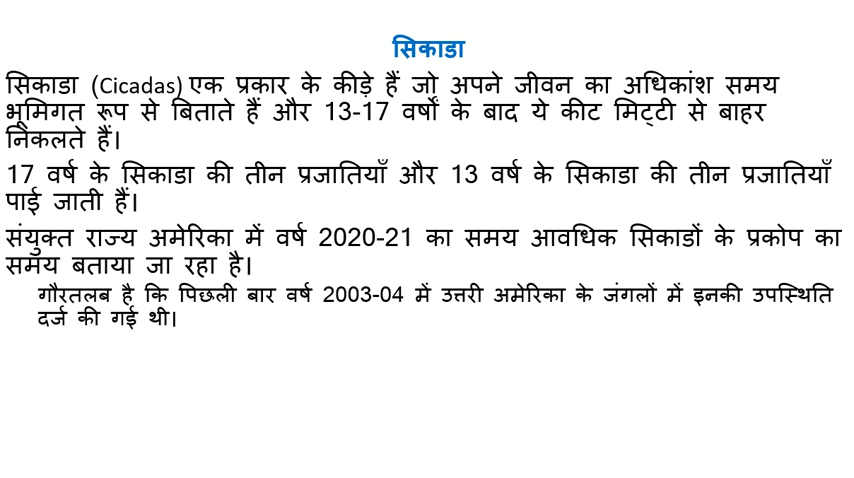 सिकाडा
सिकाडा (Cicadas) एक प्रकार के कीड़े हैं जो अपने जीवन का अधिकांश समय
भूमिगत रूप से बिताते हैं और 13-17 वर्षों के बाद ये कीट मिट्टी से बाहर
निकलते हैं।
17 वर्ष के सिकाडा की तीन प्रजातियाँ और 13 वर्ष के सिकाडा की तीन प्रजातियाँ
पाई जाती हैं।
संयुक्त राज्य अमेरिका में वर्ष 2020-21 का समय आवधिक सिकाडों के प्रकोप का
समय बताया जा रहा है।
गौरतलब है कि पिछली बार वर्ष 2003-04 में उत्तरी अमेरिका के जंगलों में इनकी उपस्थिति
दर्ज की गई थी।